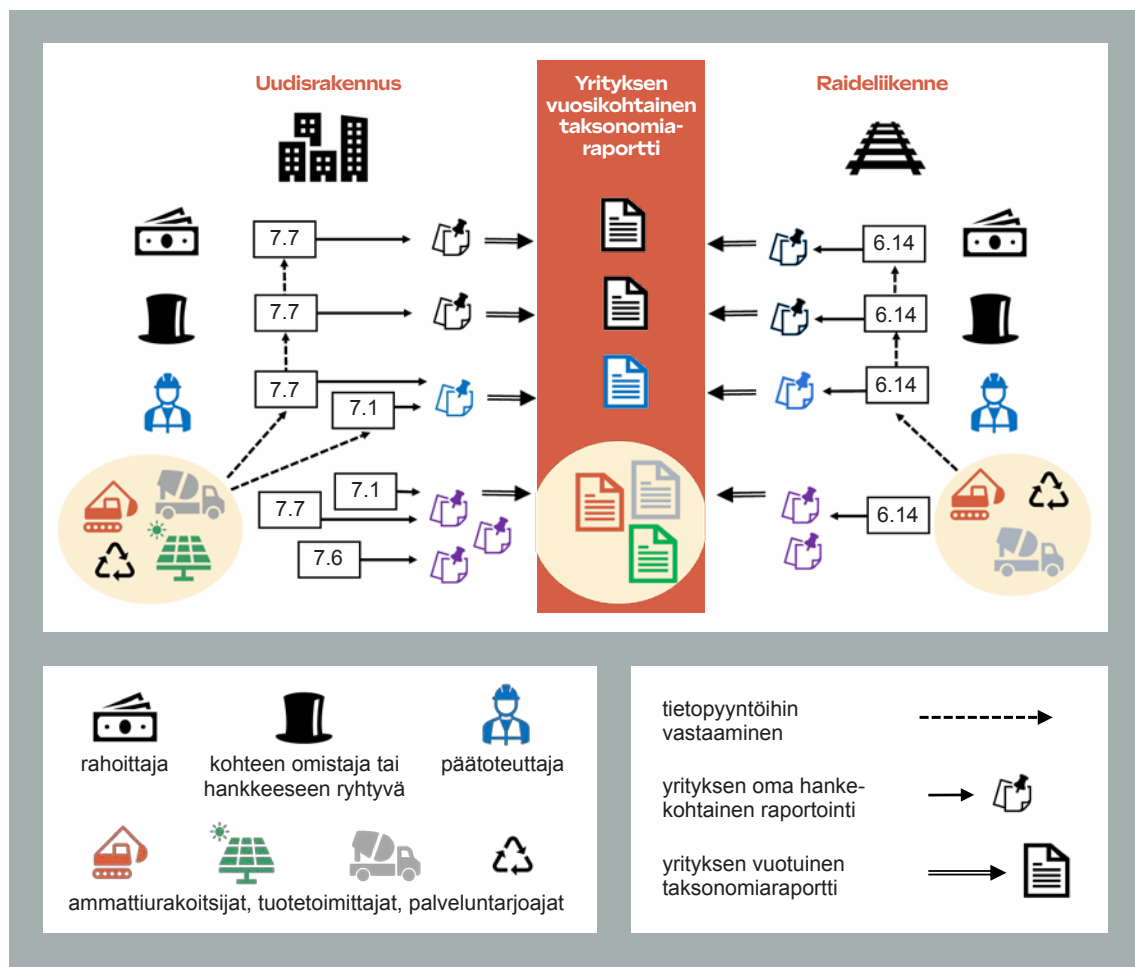 Uudisrakennus
Yrityksen
vuosikohtainen
taksonomia-
raportti
Raideliikenne
7.7
6.14
7.7
6.14
7.7
7.1
6.14
7.1
7.7
7.6
6.14
rahoittaja
kohteen omistaja tai
hankkeeseen ryhtyvä
päätoteuttaja
ammattiurakoitsijat, tuotetoimittajat, palveluntarjoajat
tietopyyntöihin
vastaaminen
yrityksen oma hanke-
kohtainen raportointi
yrityksen vuotuinen
taksonomiaraportti